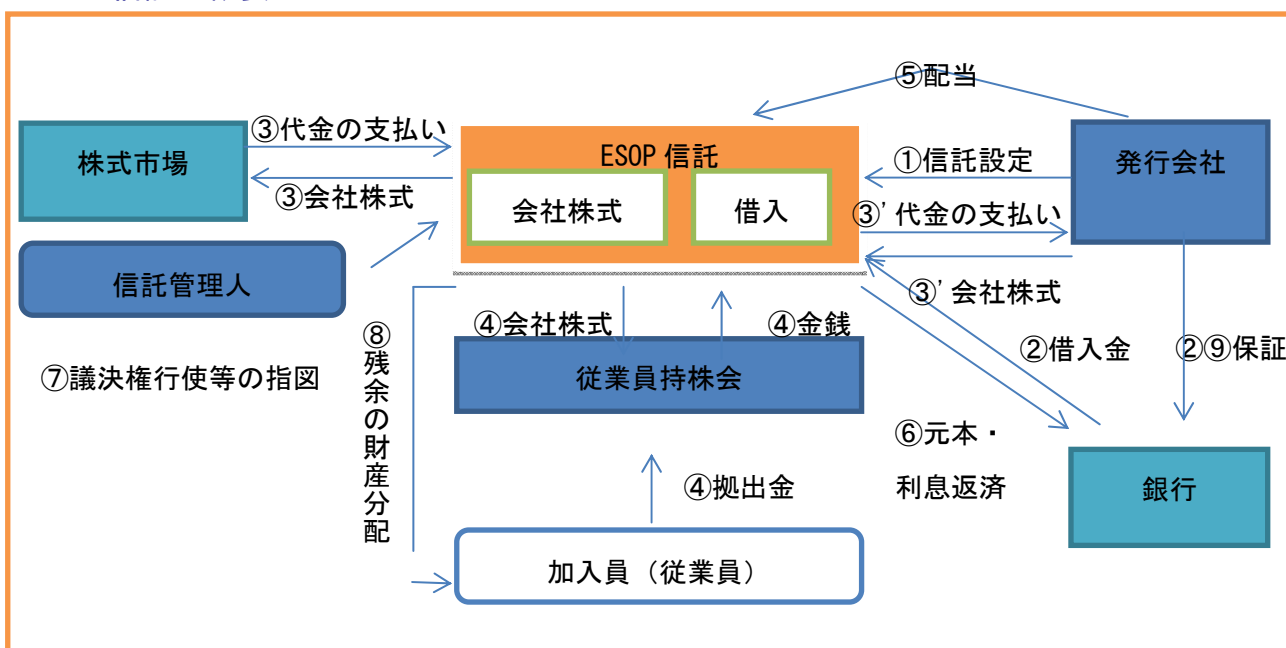 ⑤配当
③代金の支払い
株式市場
ESOP 信託
①信託設定
発行会社
③会社株式
会社株式
借入
③’代金の支払い
信託管理人
③’会社株式
④会社株式
④金銭
②借入金
②⑨保証
⑦議決権行使等の指図
⑧残余の財産分配
従業員持株会
⑥元本・
利息返済
④拠出金
銀行
加入員（従業員）